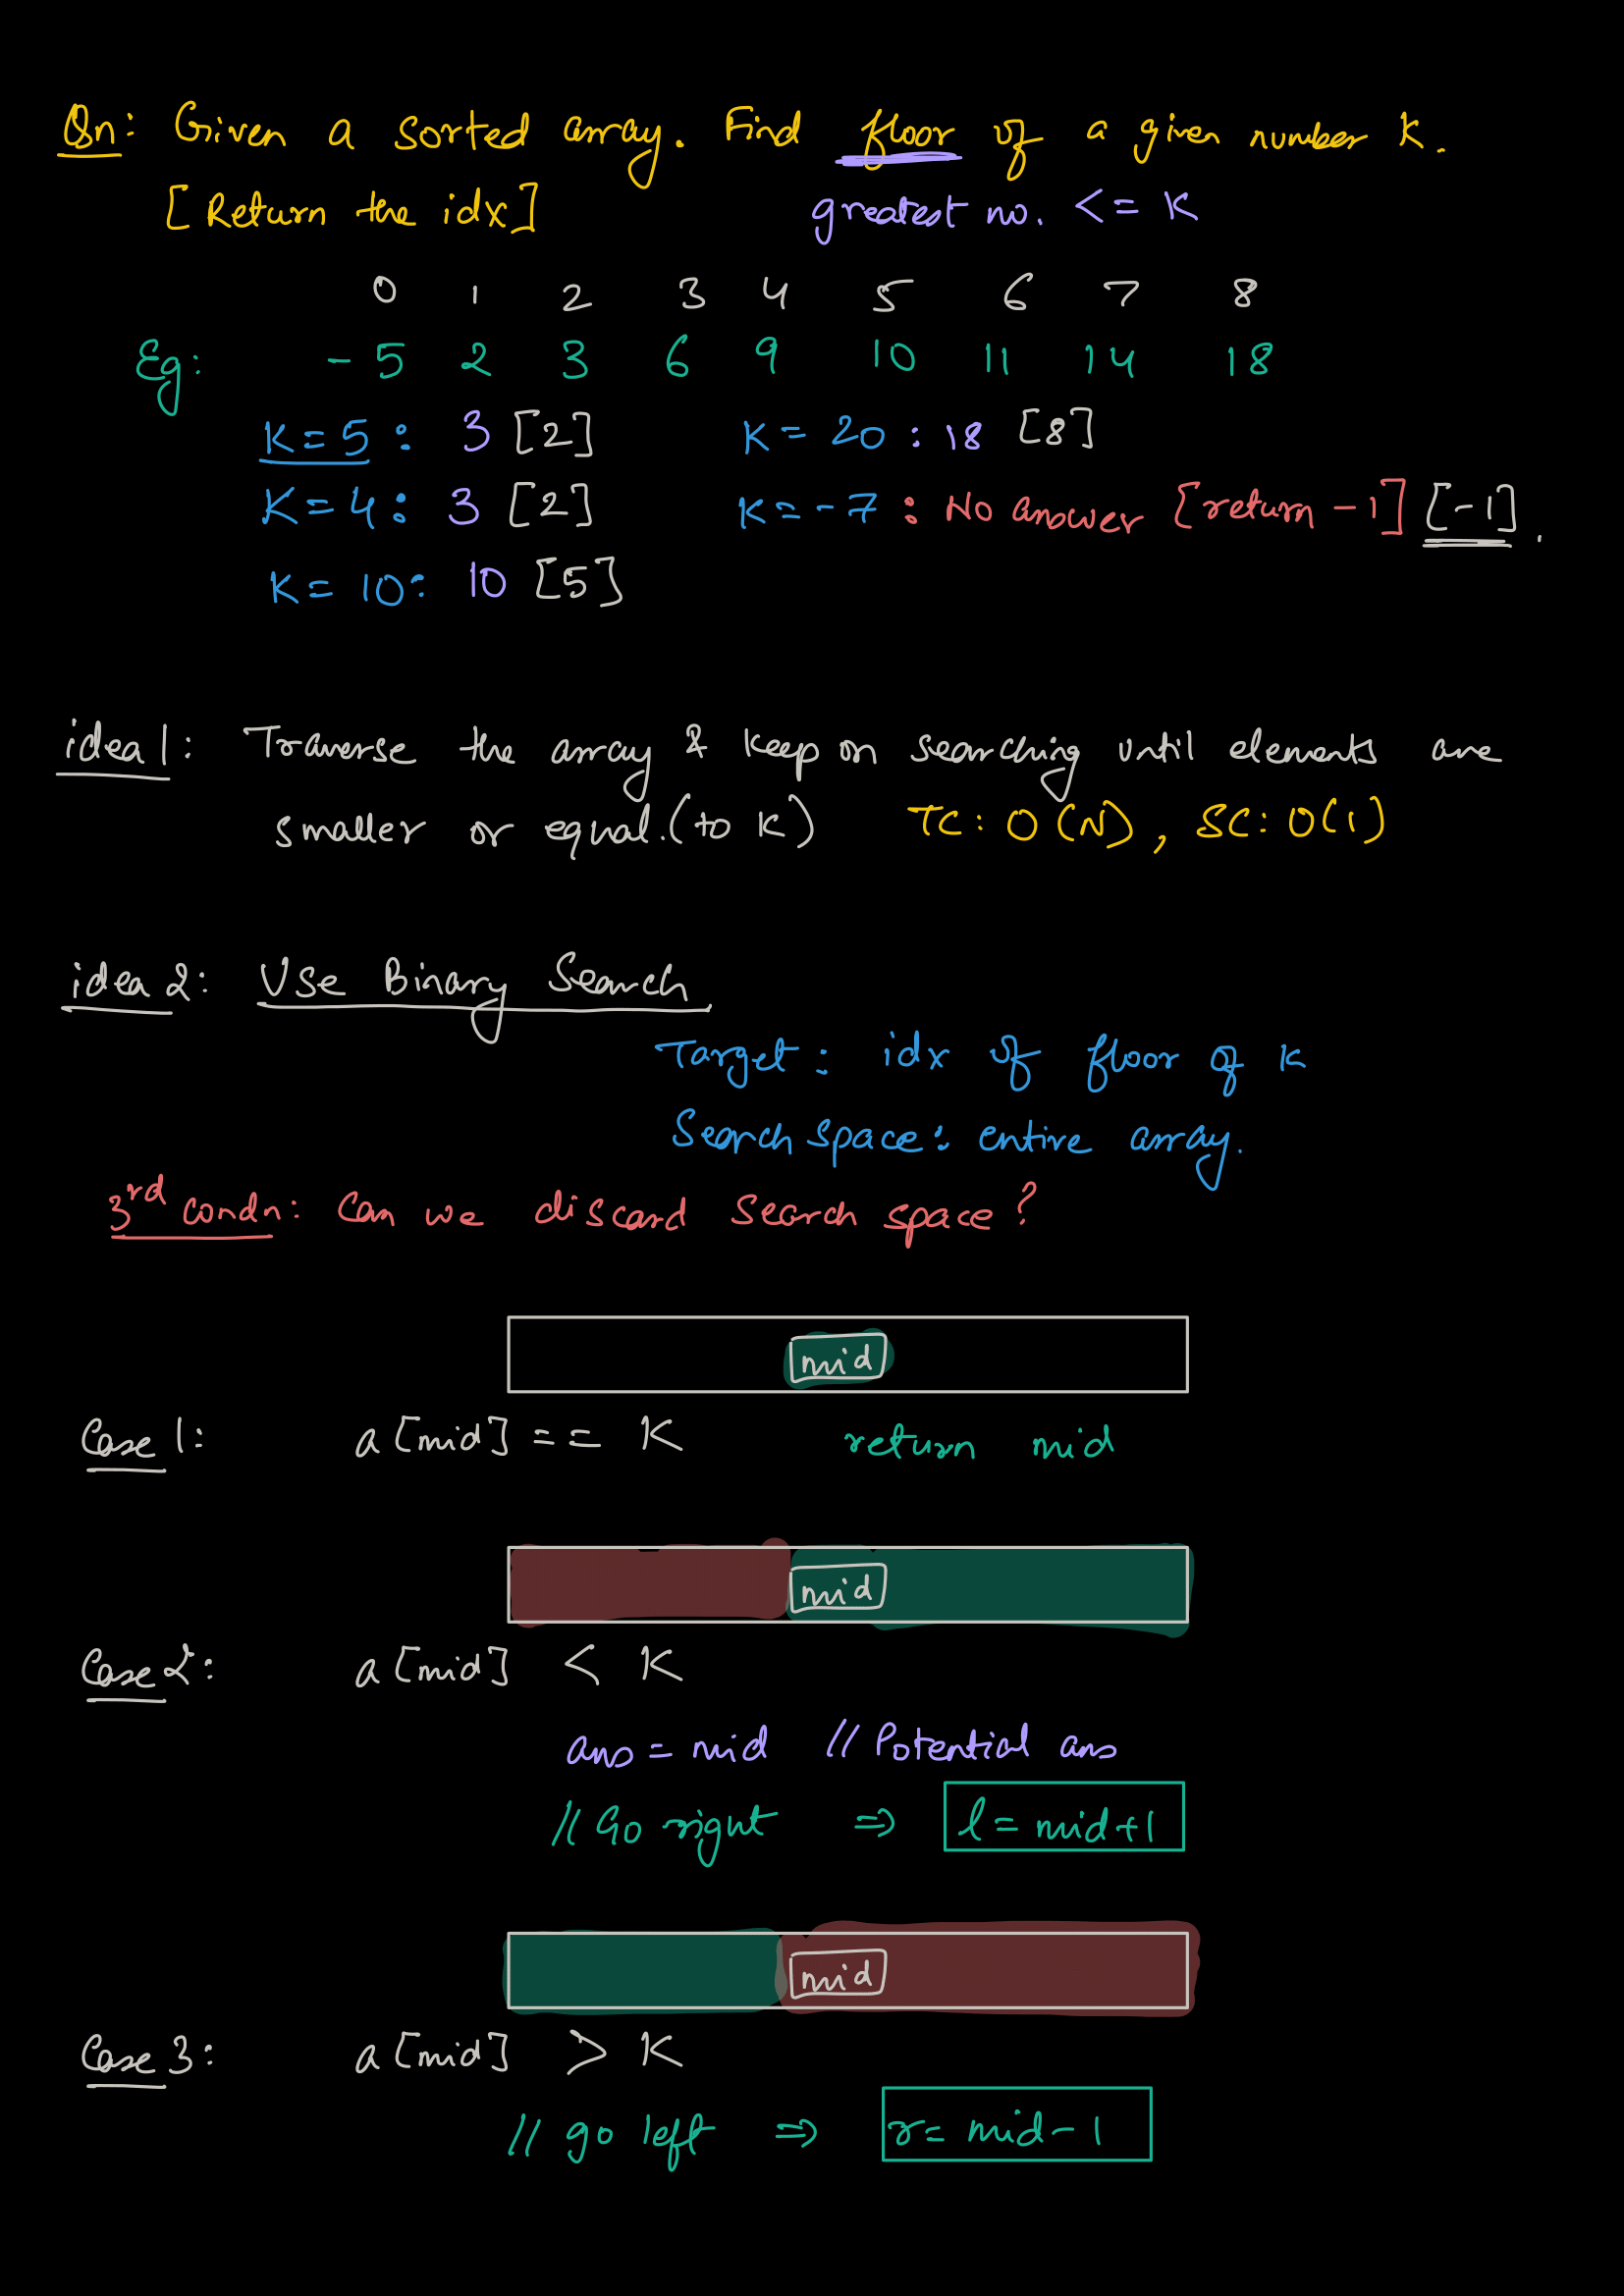 Qn: Given a sorted array. Find floor of a given number K.
[Return the idx]   greatest no. <= K
0 1 2 3 4 5 6 7 8
Eg: -5 2 3 6 9 10 11 14 18
K=5: 3 [2]   K=20: 18 [8]
K=4: 3 [2]   K=-7: No answer [return -1] [-1].
K=10: 10 [5]
idea1: Traverse the array & keep on searching until elements are
smaller or equal.(to K)   TC: O(N), SC: O(1)
idea2: Use Binary Search
Target: idx of floor of K
Search space: entire array.
3rd condn: Can we discard search space?
mid
Case 1: a[mid] == K   return mid
mid
Case 2: a[mid] < K
ans = mid // Potential ans
// Go right => l = mid+1
mid
Case 3: a[mid] > K
// go left => r = mid-1